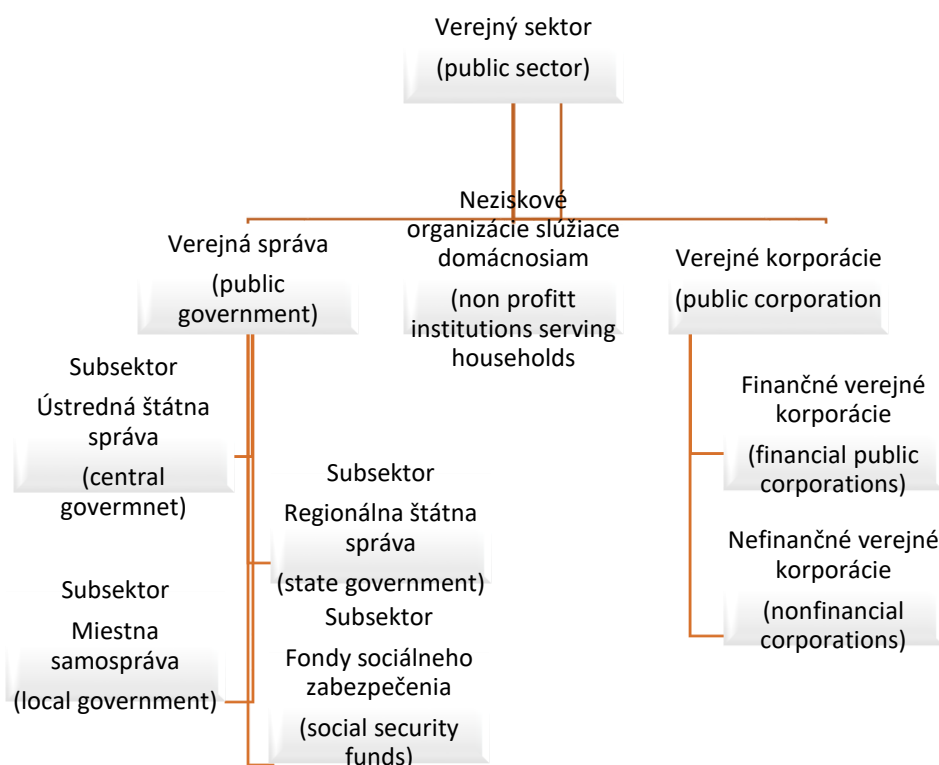 Verejný sektor
(public sector)
Neziskové
organizácie slúžiace
domácnosiam
(non profitt
institutions serving
households
Verejná správa
(public
government)
Verejné korporácie
(public corporation
Subsektor
Ústredná štátna
správa
(central
govermnet)
Subsektor
Regionálna štátna
správa
(state government)
Subsektor
Miestna
samospráva
(local government)
Subsektor
Fondy sociálneho
zabezpečenia
(social security
funds)
Finančné verejné
korporácie
(financial public
corporations)
Nefinančné verejné
korporácie
(nonfinancial
corporations)